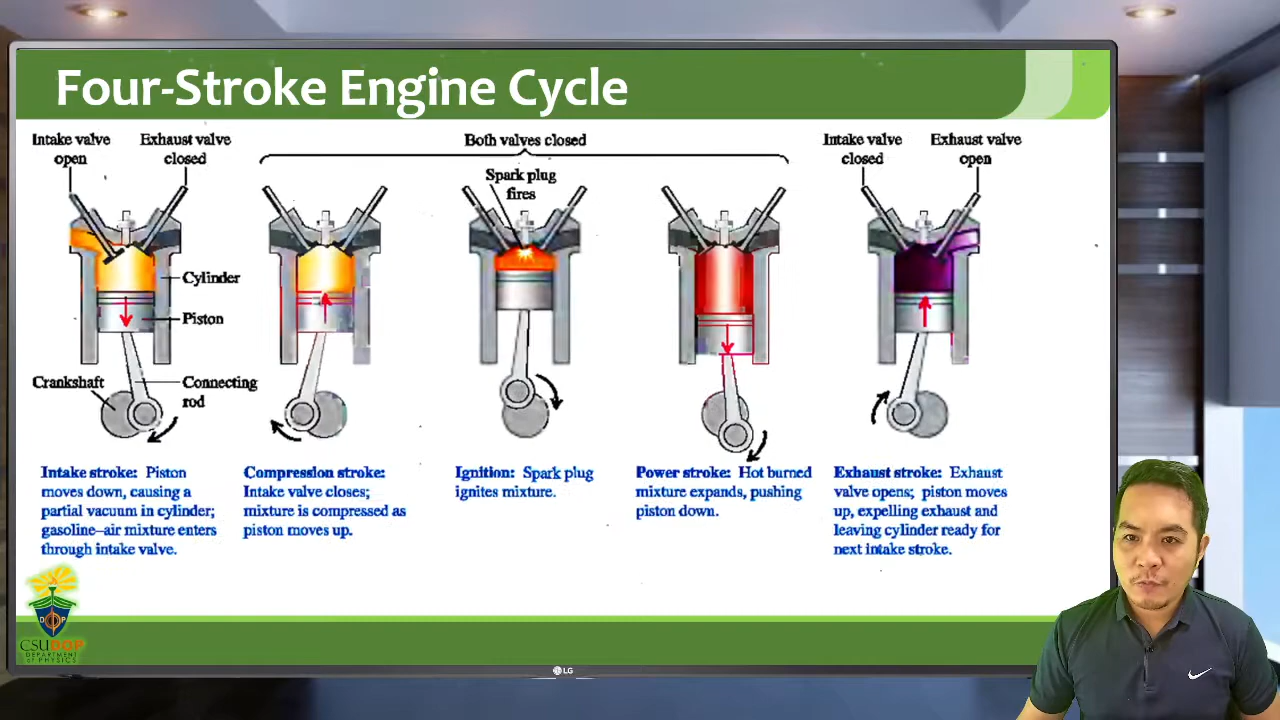 Four-Stroke Engine Cycle
Intake valve
open
Exhaust valve
closed
Both valves closed
Spark plug
fires
Intake valve
closed
Exhaust valve
open
Cylinder
Piston
Crankshaft
Connecting
rod
Intake stroke: Piston
moves down, causing a
partial vacuum in cylinder;
gasoline–air mixture enters
through intake valve.
Compression stroke:
Intake valve closes;
mixture is compressed as
piston moves up.
Ignition: Spark plug
ignites mixture.
Power stroke: Hot burned
mixture expands, pushing
piston down.
Exhaust stroke: Exhaust
valve opens; piston moves
up, expelling exhaust and
leaving cylinder ready for
next intake stroke.
D P
CSUDOP
DEPARTMENT
of PHYSICS
LG